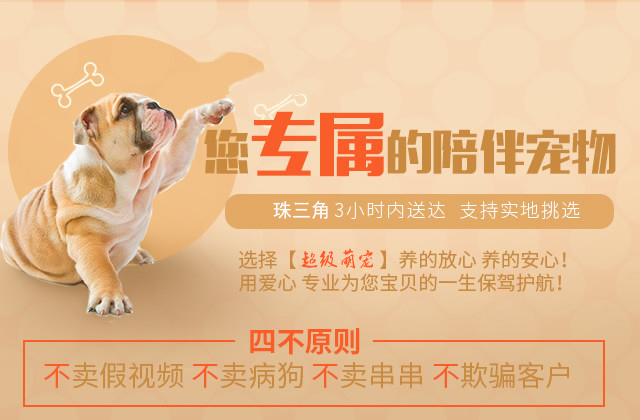 您专属的陪伴宠物
珠三角3小时内送达 支持实地挑选
选择【超级萌宠】养的放心 养的安心！
用爱心 专业为您宝贝的一生保驾护航！
四不原则
不卖假视频 不卖病狗 不卖串串 不欺骗客户